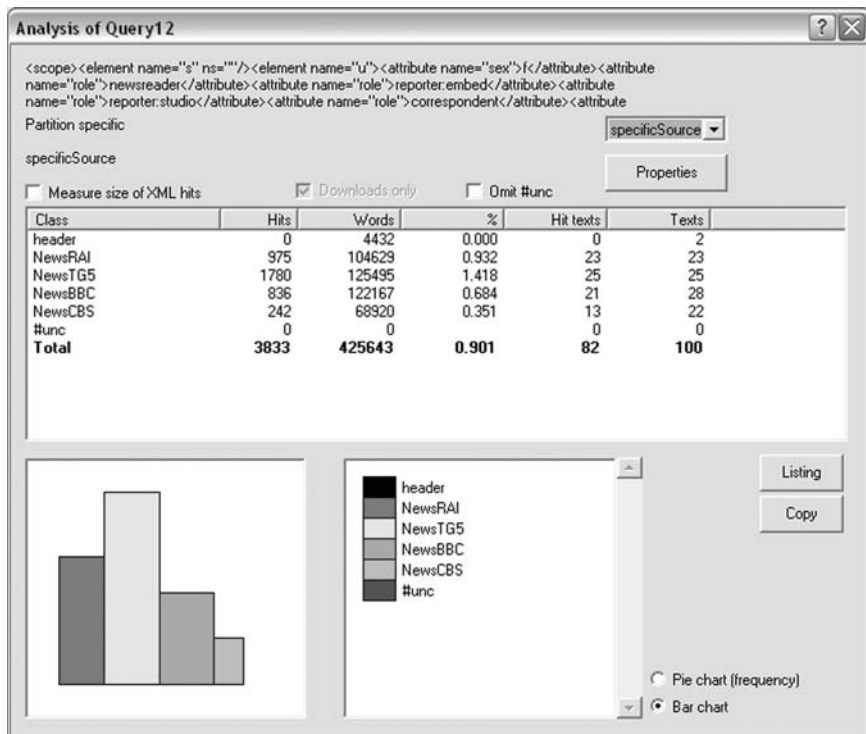 Analysis of Query12
<scope><element name="s" ns=""/><element name="u"><attribute name="sex">f</attribute><attribute
name="role">newsreader</attribute><attribute name="role">reporter:embed</attribute><attribute
name="role">reporter:studio</attribute><attribute name="role">correspondent</attribute><attribute
Partition specific
specificSource
specificSource
Properties
Measure size of XML hits Downloads only Omit #unc
Class Hits Words % Hit texts Texts
header 0 4432 0.000 0 2
NewsRAI 975 104629 0.932 23 23
NewsTG5 1780 125495 1.418 25 25
NewsBBC 836 122167 0.684 21 28
NewsCBS 242 68920 0.351 13 22
#unc 0 0 0 0
Total 3833 425643 0.901 82 100
header
NewsRAI
NewsTG5
NewsBBC
NewsCBS
#unc
Listing
Copy
Pie chart (frequency)
Bar chart